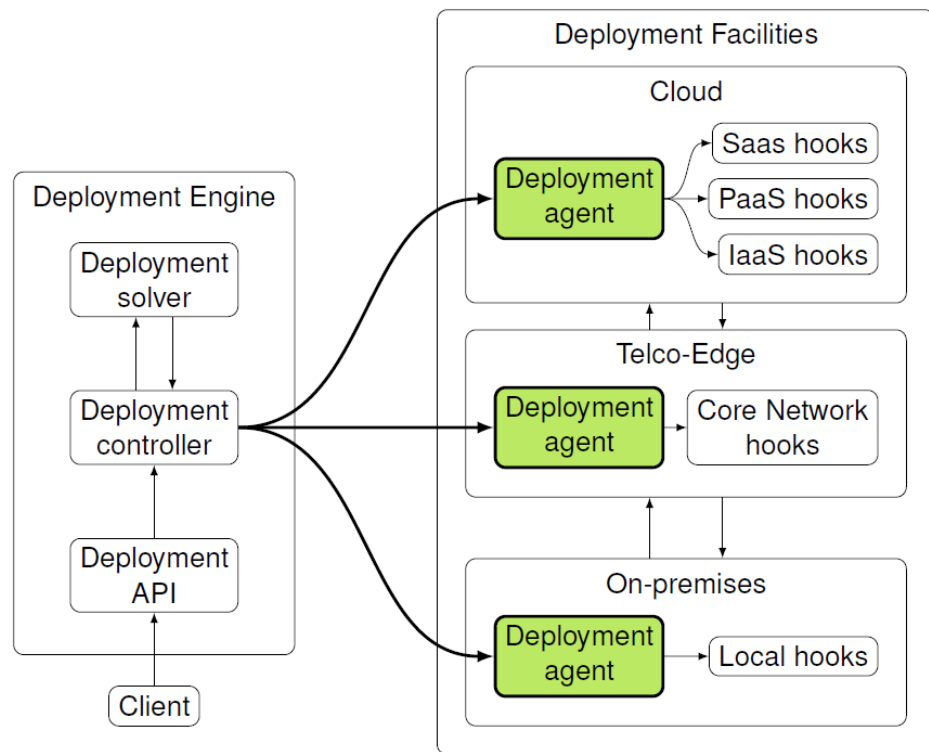 Deployment Engine
Deployment
solver
Deployment
controller
Deployment
API
Client
Deployment Facilities
Cloud
Deployment
agent
Saas hooks
PaaS hooks
IaaS hooks
Telco-Edge
Deployment
agent
Core Network
hooks
On-premises
Deployment
agent
Local hooks